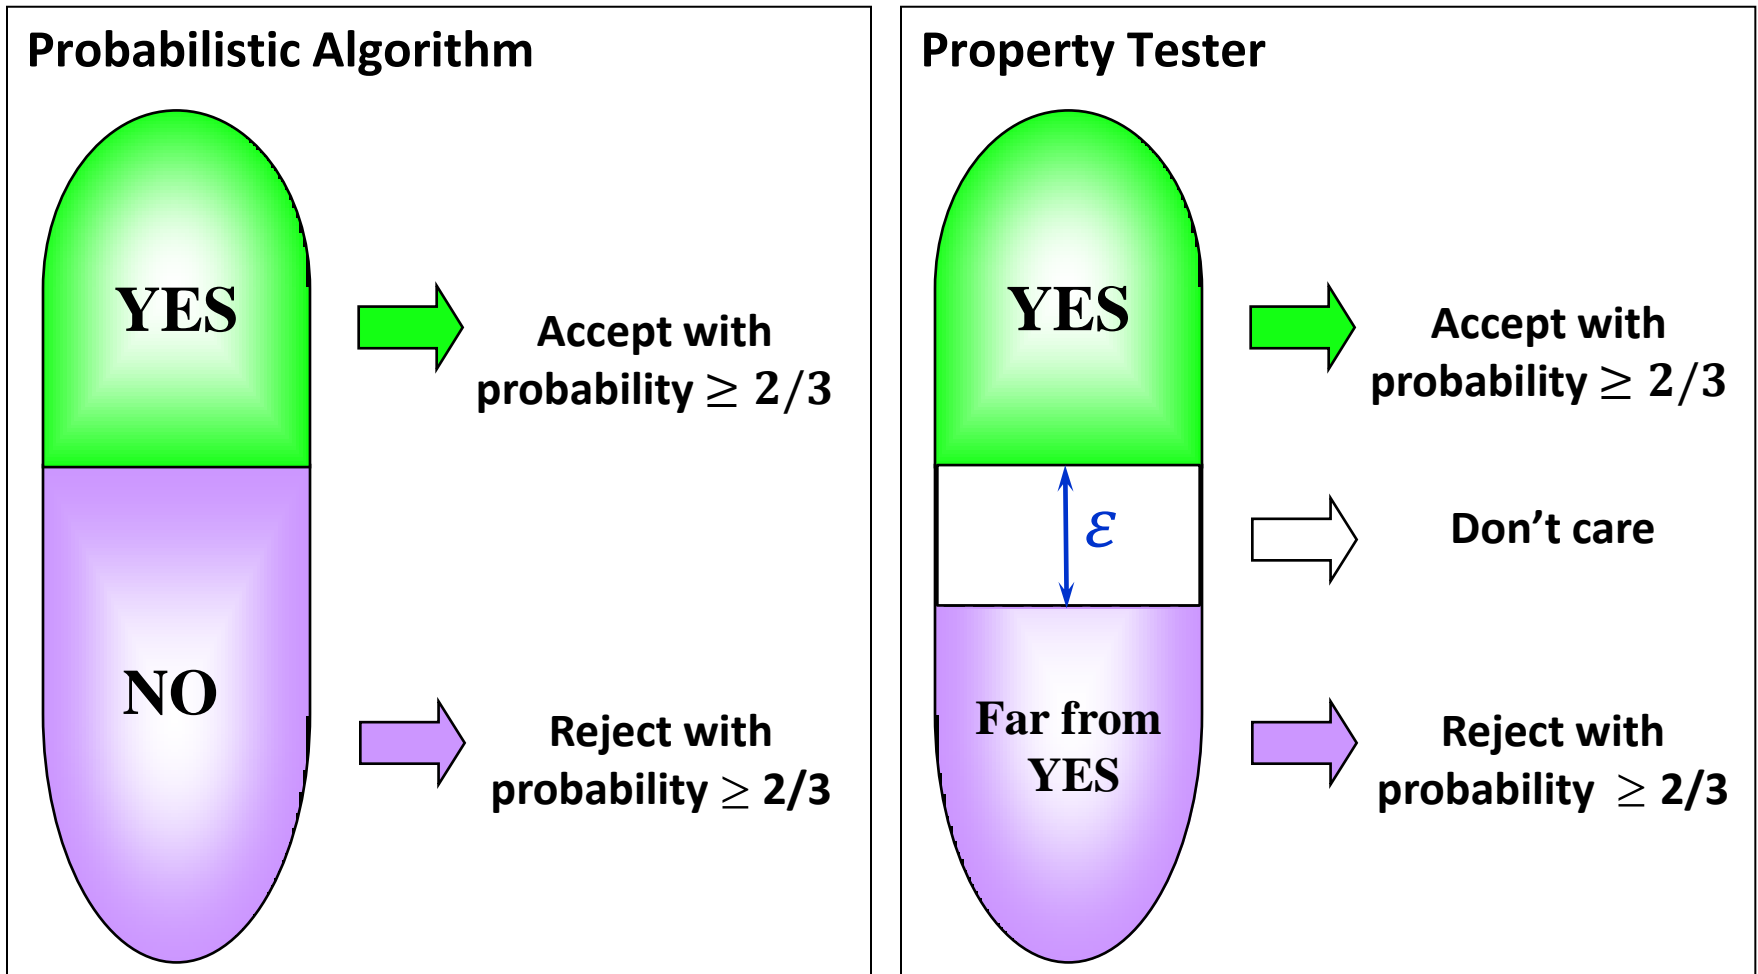 Probabilistic Algorithm
YES
Accept with
probability ≥ 2/3
NO
Reject with
probability ≥ 2/3
Property Tester
YES
Accept with
probability ≥ 2/3
ε
Don’t care
Far from
YES
Reject with
probability ≥ 2/3